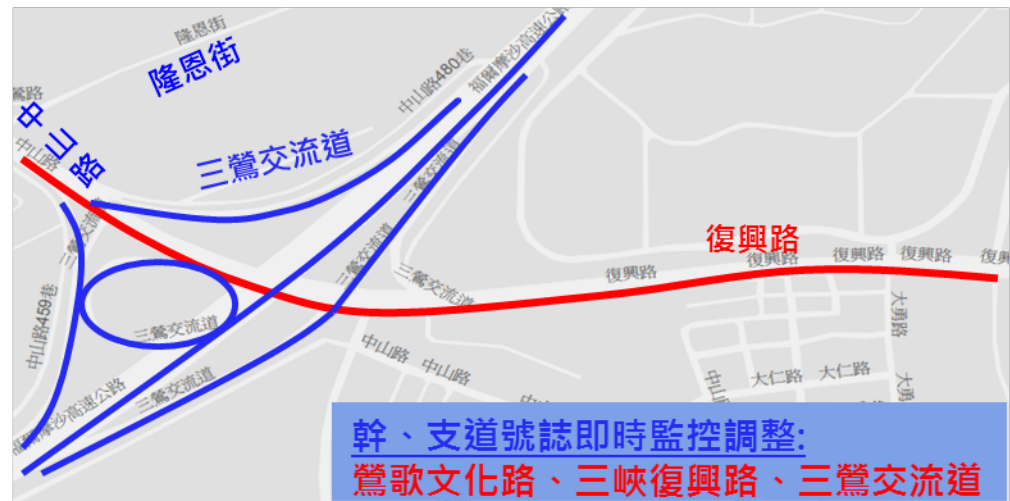 隆恩街
隆恩街
鶯路
中山路480巷
福爾摩沙高速公路
中山路
中山路
三鶯交流道
三鶯交流道
三鶯交流道
三鶯交流道
三鶯交流道
三鶯交流道
三鶯交流道
復興路
復興路
復興路
復興路
復興路
復興
大勇路
中山路459巷
三鶯交流道
福爾摩沙高速公路
中山路
中山路
大仁路
大仁路
幹、支道號誌即時監控調整:
鶯歌文化路、三峽復興路、三鶯交流道